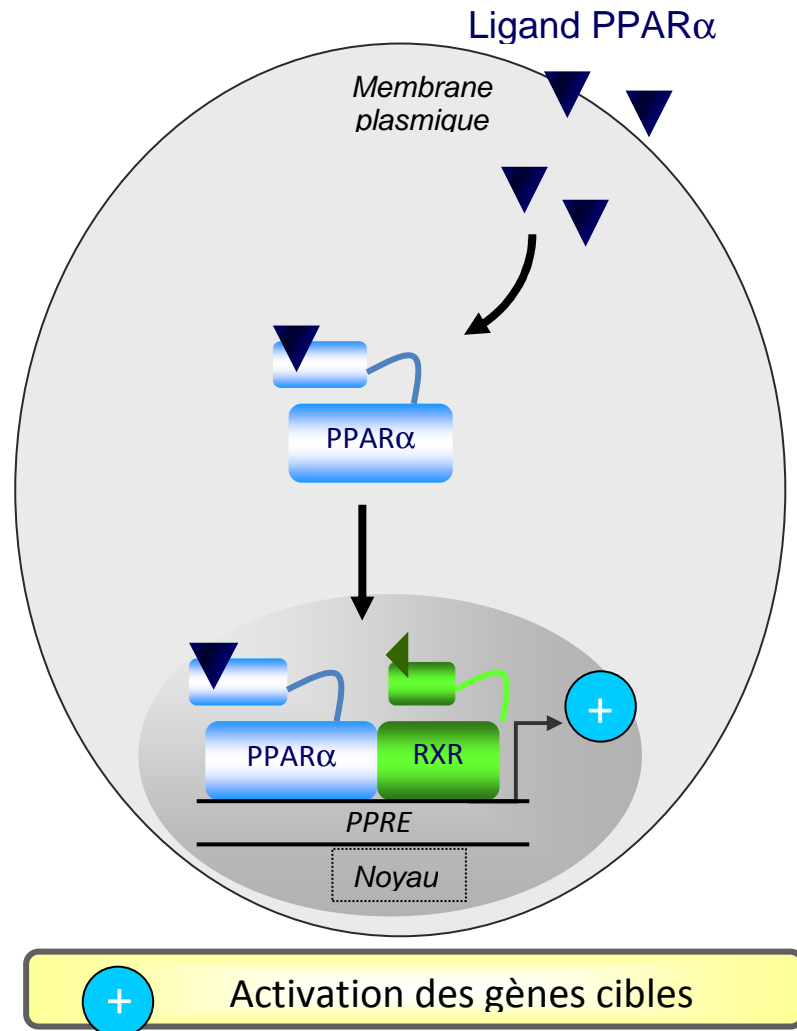 Ligand PPARα
Membrane
plasmique
PPARα
PPARα
RXR
+
PPRE
Noyau
+ Activation des gènes cibles